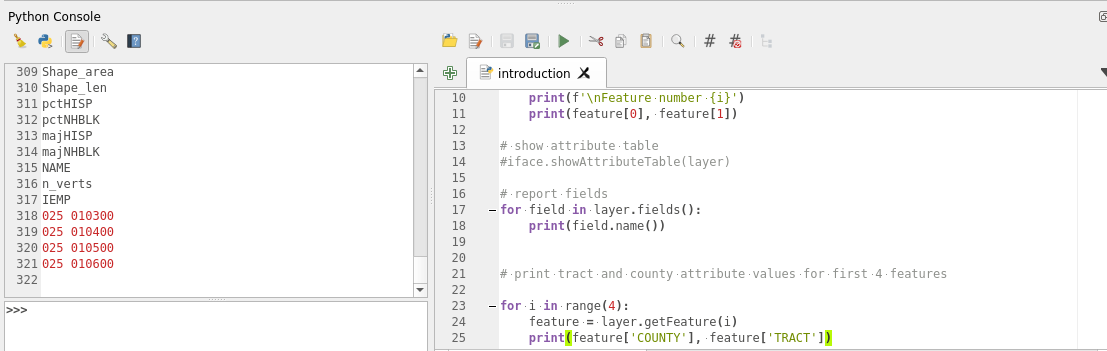 Python Console
introduction
309 Shape_area
310 Shape_len
311 pctHISP
312 pctNHBLK
313 majHISP
314 majNHBLK
315 NAME
316 n_verts
317 IEMP
318 025 010300
319 025 010400
320 025 010500
321 025 010600
322
>>>
10     print(f'\nFeature·number·{i}')
11     print(feature[0],·feature[1])
12
13 #·show·attribute·table
14 #iface.showAttributeTable(layer)
15
16 #·report·fields
17 for·field·in·layer.fields():
18     print(field.name())
19
20
21 #·print·tract·and·county·attribute·values·for·first·4·features
22
23 for·i·in·range(4):
24     feature·=·layer.getFeature(i)
25     print(feature['COUNTY'],·feature['TRACT'])